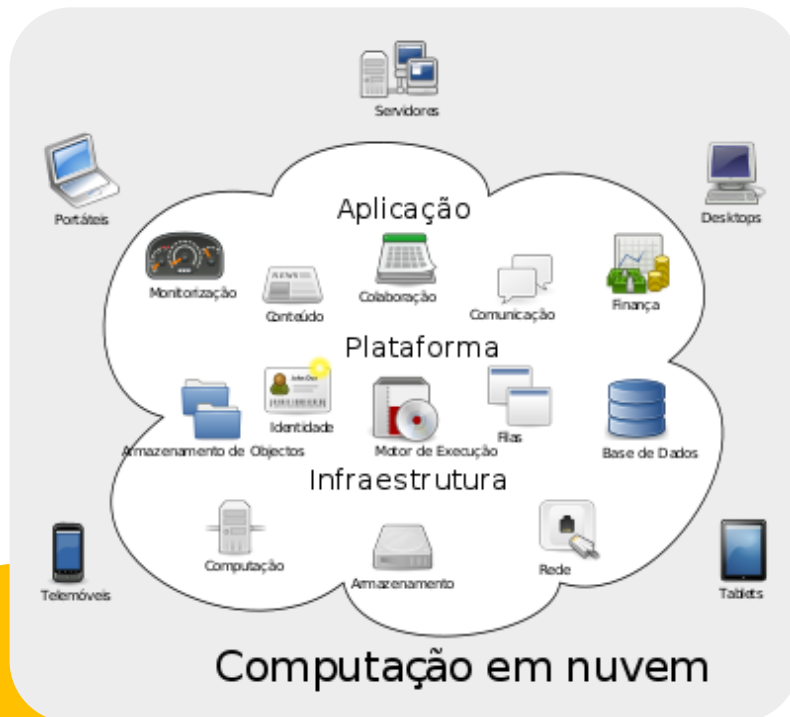 Servidores
Portáteis
Desktops
Aplicação
Monitorização
Conteúdo
Colaboração
Comunicação
Finança
Plataforma
Armazenamento de Objectos
Identidade
Motor de Execução
Filas
Base de Dados
Infraestrutura
Computação
Armazenamento
Rede
Telemóveis
Tablets
Computação em nuvem